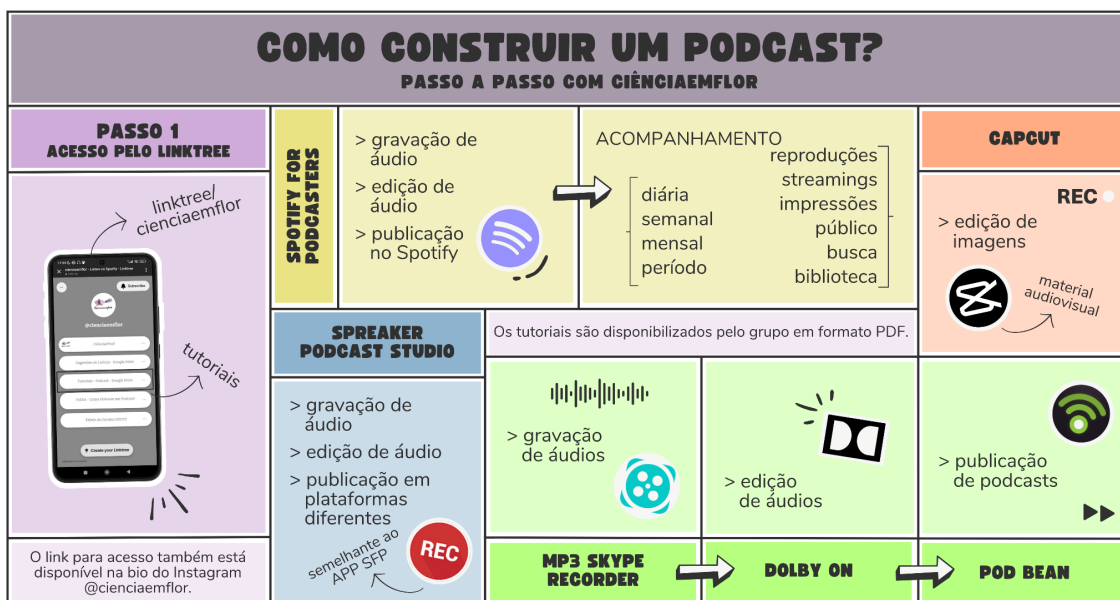 COMO CONSTRUIR UM PODCAST?
PASSO A PASSO COM CIÊNCIAEMFLOR
PASSO 1
ACESSO PELO LINKTREE
linktree/
cienciaemflor
Subscribe
@cienciaemflor
Create your Linktree
tutoriais
O link para acesso também está
disponível na bio do Instagram
@cienciaemflor.
SPOTIFY FOR
PODCASTERS
> gravação de
áudio
> edição de
áudio
> publicação
no Spotify
ACOMPANHAMENTO
diária
semanal
mensal
período
reproduções
streamings
impressões
público
busca
biblioteca
CAPCUT
REC
> edição de
imagens
material
audiovisual
SPREAKER
PODCAST STUDIO
> gravação de
áudio
> edição de áudio
> publicação em
plataformas
diferentes
semelhante ao
APP SFP
REC
Os tutoriais são disponibilizados pelo grupo em formato PDF.
> gravação
de áudios
MP3 SKYPE
RECORDER
> edição
de áudios
DOLBY ON
> publicação
de podcasts
POD BEAN